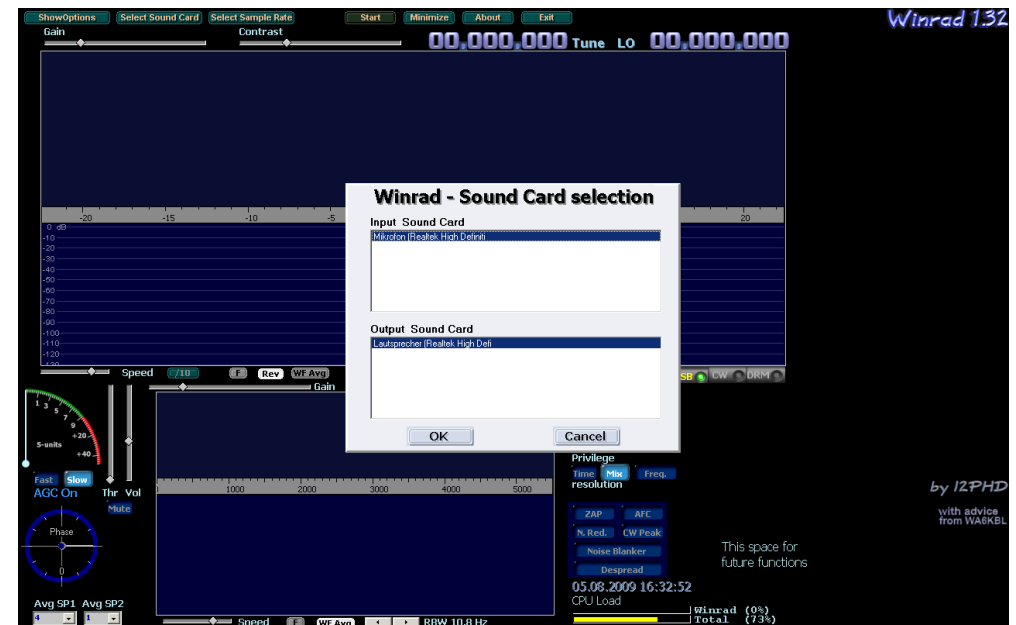 ShowOptions Select Sound Card Select Sample Rate Start Minimize About Exit
Winrad 1.32
Gain Contrast
00,000,000 Tune LO 00,000,000
Winrad - Sound Card selection
Input Sound Card
Mikrofon (Realtek High Definiti
Output Sound Card
Lautsprecher (Realtek High Defi
OK Cancel
-20 -15 -10 -5 20
0 dB
-10
-20
-30
-40
-50
-60
-70
-80
-90
-100
-110
-120
Speed /10 F Rev WF Avg
SB CW DRM
Gain
1 3 5 7 9 +20 +40
S-units
Fast Slow
AGC On Thr Vol
Mute
1000 2000 3000 4000 5000
Phase
0
Avg SP1 Avg SP2
4 1
Speed F WF Avg RBW 10.8 Hz
Privilege
Time Mix Freq.
resolution
ZAP AFC
N. Red. CW Peak
Noise Blanker
Despread
This space for
future functions
05.08.2009 16:32:52
CPU Load
Winrad (0%)
Total (73%)
by I2PHD
with advice
from WA6KBL